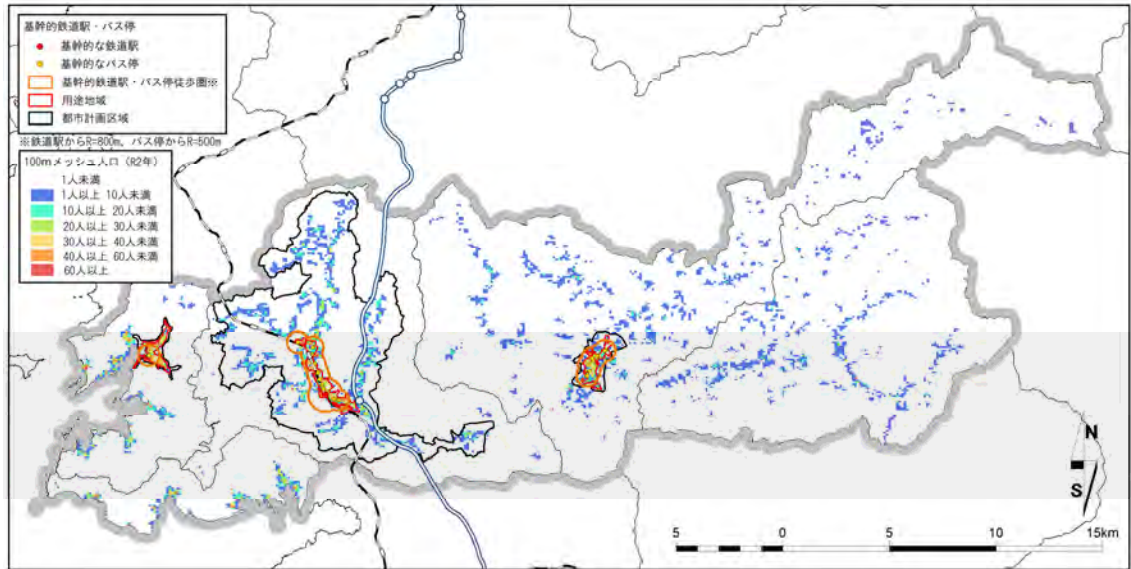 基幹的鉄道駅・バス停
基幹的な鉄道駅
基幹的なバス停
基幹的鉄道駅・バス停徒歩圏※
用途地域
都市計画区域
※鉄道駅からR=800m、バス停からR=500m
100mメッシュ人口（R2年）
1人未満
1人以上 10人未満
10人以上 20人未満
20人以上 30人未満
30人以上 40人未満
40人以上 60人未満
60人以上
N
S
5 0 5 10 15km